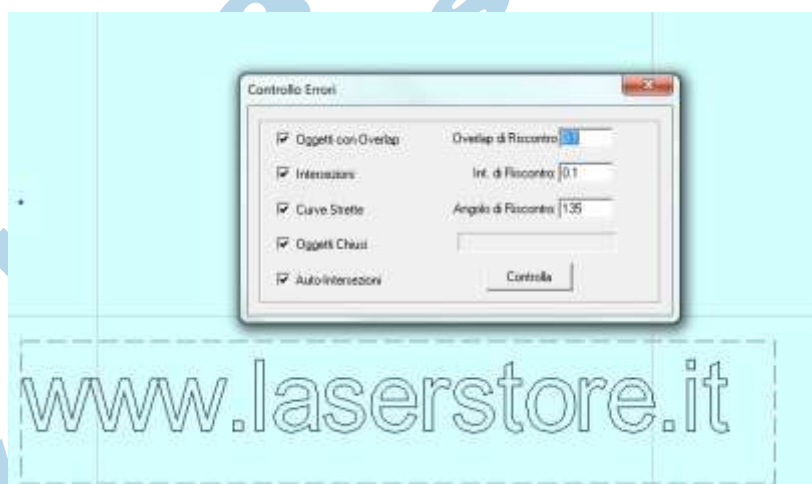 Controllo Errori
Oggetti con Overlap
Overlap di Riscontro: 0.1
Intersezioni
Int. di Riscontro: 0.1
Curve Strette
Angolo di Riscontro: 135
Oggetti Chiusi
Auto-Intersezioni
Controlla
www.laserstore.it